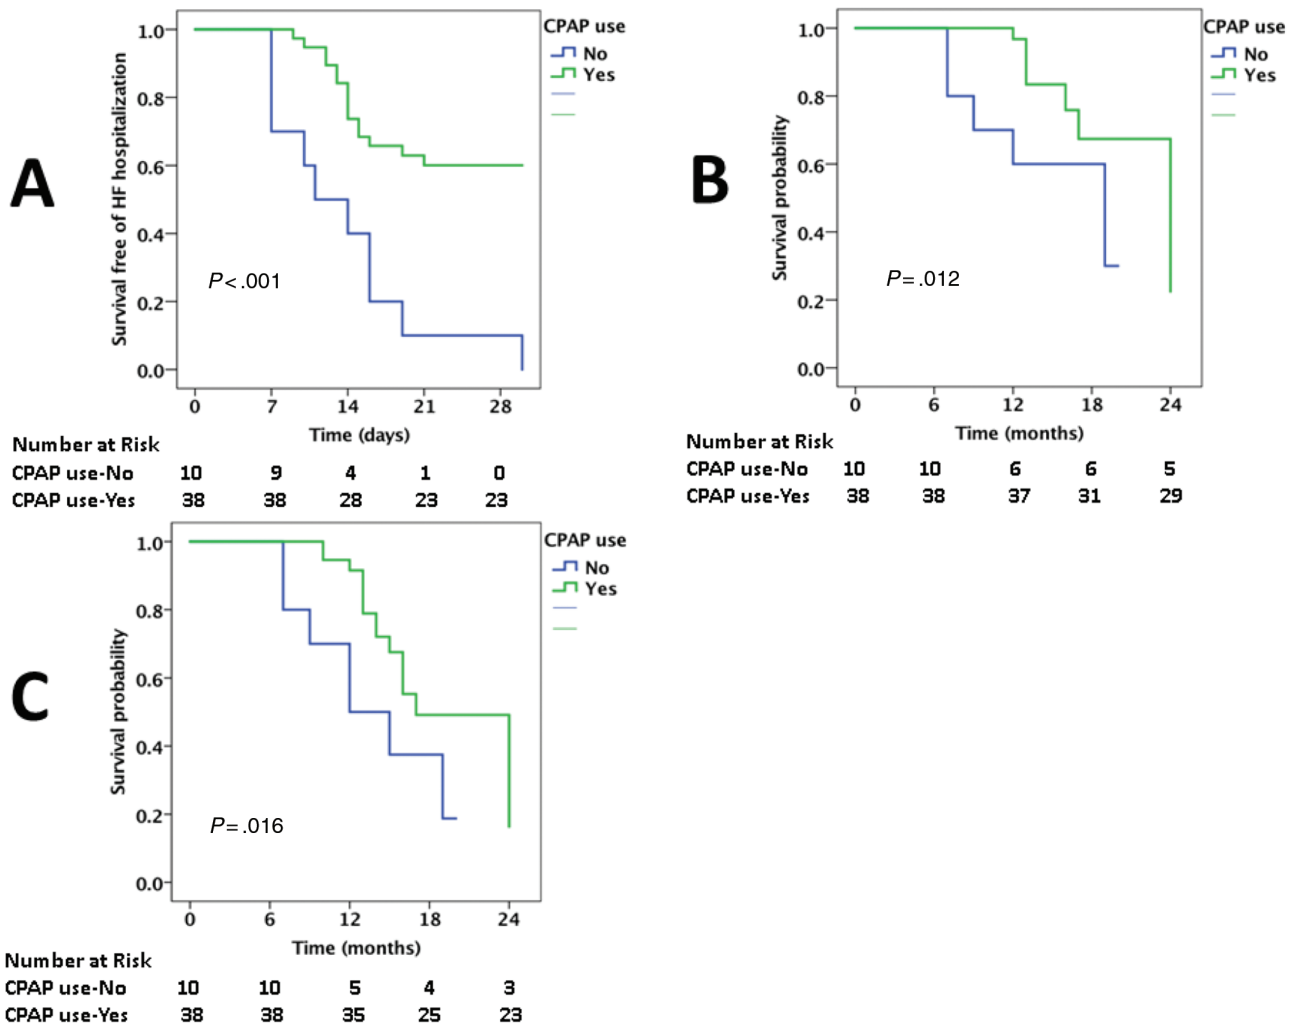 A
Survival free of HF hospitalization
1.0
0.8
0.6
0.4
0.2
0.0
P<.001
0 7 14 21 28
Time (days)
CPAP use
No
Yes
Number at Risk
CPAP use-No 10 9 4 1 0
CPAP use-Yes 38 38 28 23 23
B
Survival probability
1.0
0.8
0.6
0.4
0.2
0.0
P=.012
0 6 12 18 24
Time (months)
CPAP use
No
Yes
Number at Risk
CPAP use-No 10 10 6 6 5
CPAP use-Yes 38 38 37 31 29
C
Survival probability
1.0
0.8
0.6
0.4
0.2
0.0
P=.016
0 6 12 18 24
Time (months)
CPAP use
No
Yes
Number at Risk
CPAP use-No 10 10 5 4 3
CPAP use-Yes 38 38 35 25 23